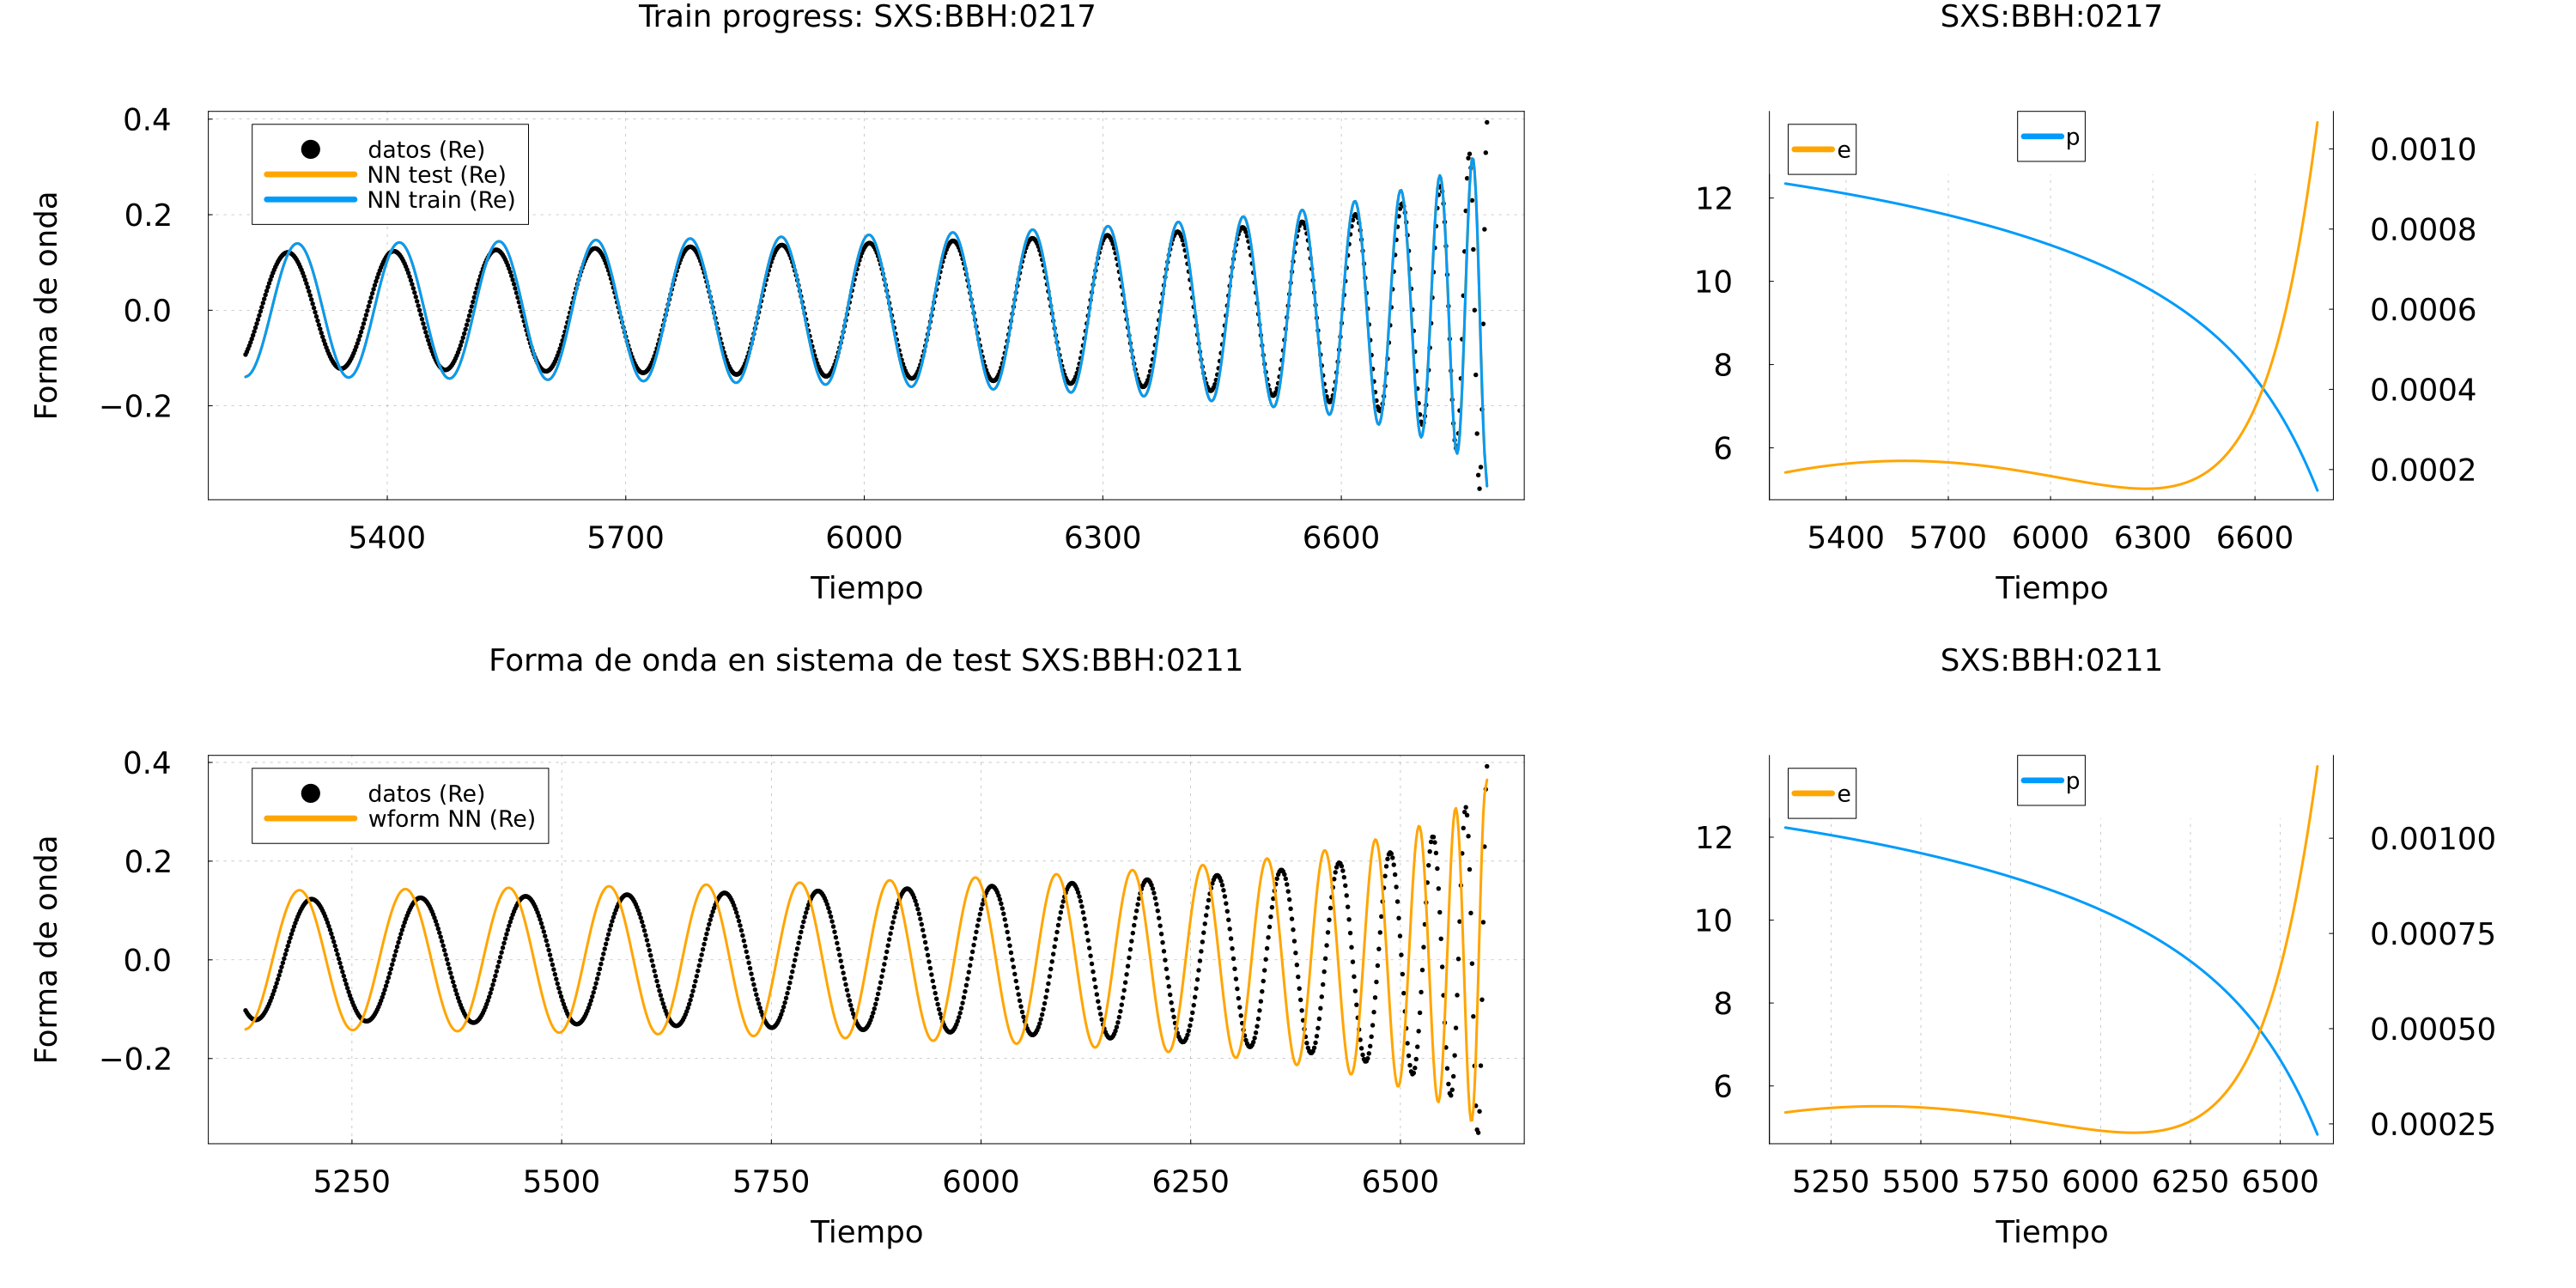 Train progress: SXS:BBH:0217
SXS:BBH:0217
Forma de onda
0.4
0.2
0.0
−0.2
datos (Re)
NN test (Re)
NN train (Re)
5400 5700 6000 6300 6600
Tiempo
e
p
12
10
8
6
0.0010
0.0008
0.0006
0.0004
0.0002
5400 5700 6000 6300 6600
Tiempo
Forma de onda en sistema de test SXS:BBH:0211
SXS:BBH:0211
Forma de onda
0.4
0.2
0.0
−0.2
datos (Re)
wform NN (Re)
5250 5500 5750 6000 6250 6500
Tiempo
e
p
12
10
8
6
0.00100
0.00075
0.00050
0.00025
5250 5500 5750 6000 6250 6500
Tiempo